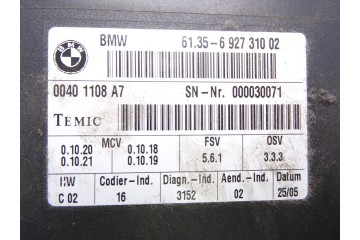 BMW
BMW 61.35-6 927 310 02
0040 1108 A7 SN-Nr. 000030071
TEMIC
MCV FSV OSV
0.10.20 0.10.18 5.6.1 3.3.3
0.10.21 0.10.19
HW Codier-Ind. Diagn.-Ind. Aend.-Ind. Datum
C 02 16 3152 02 25/05